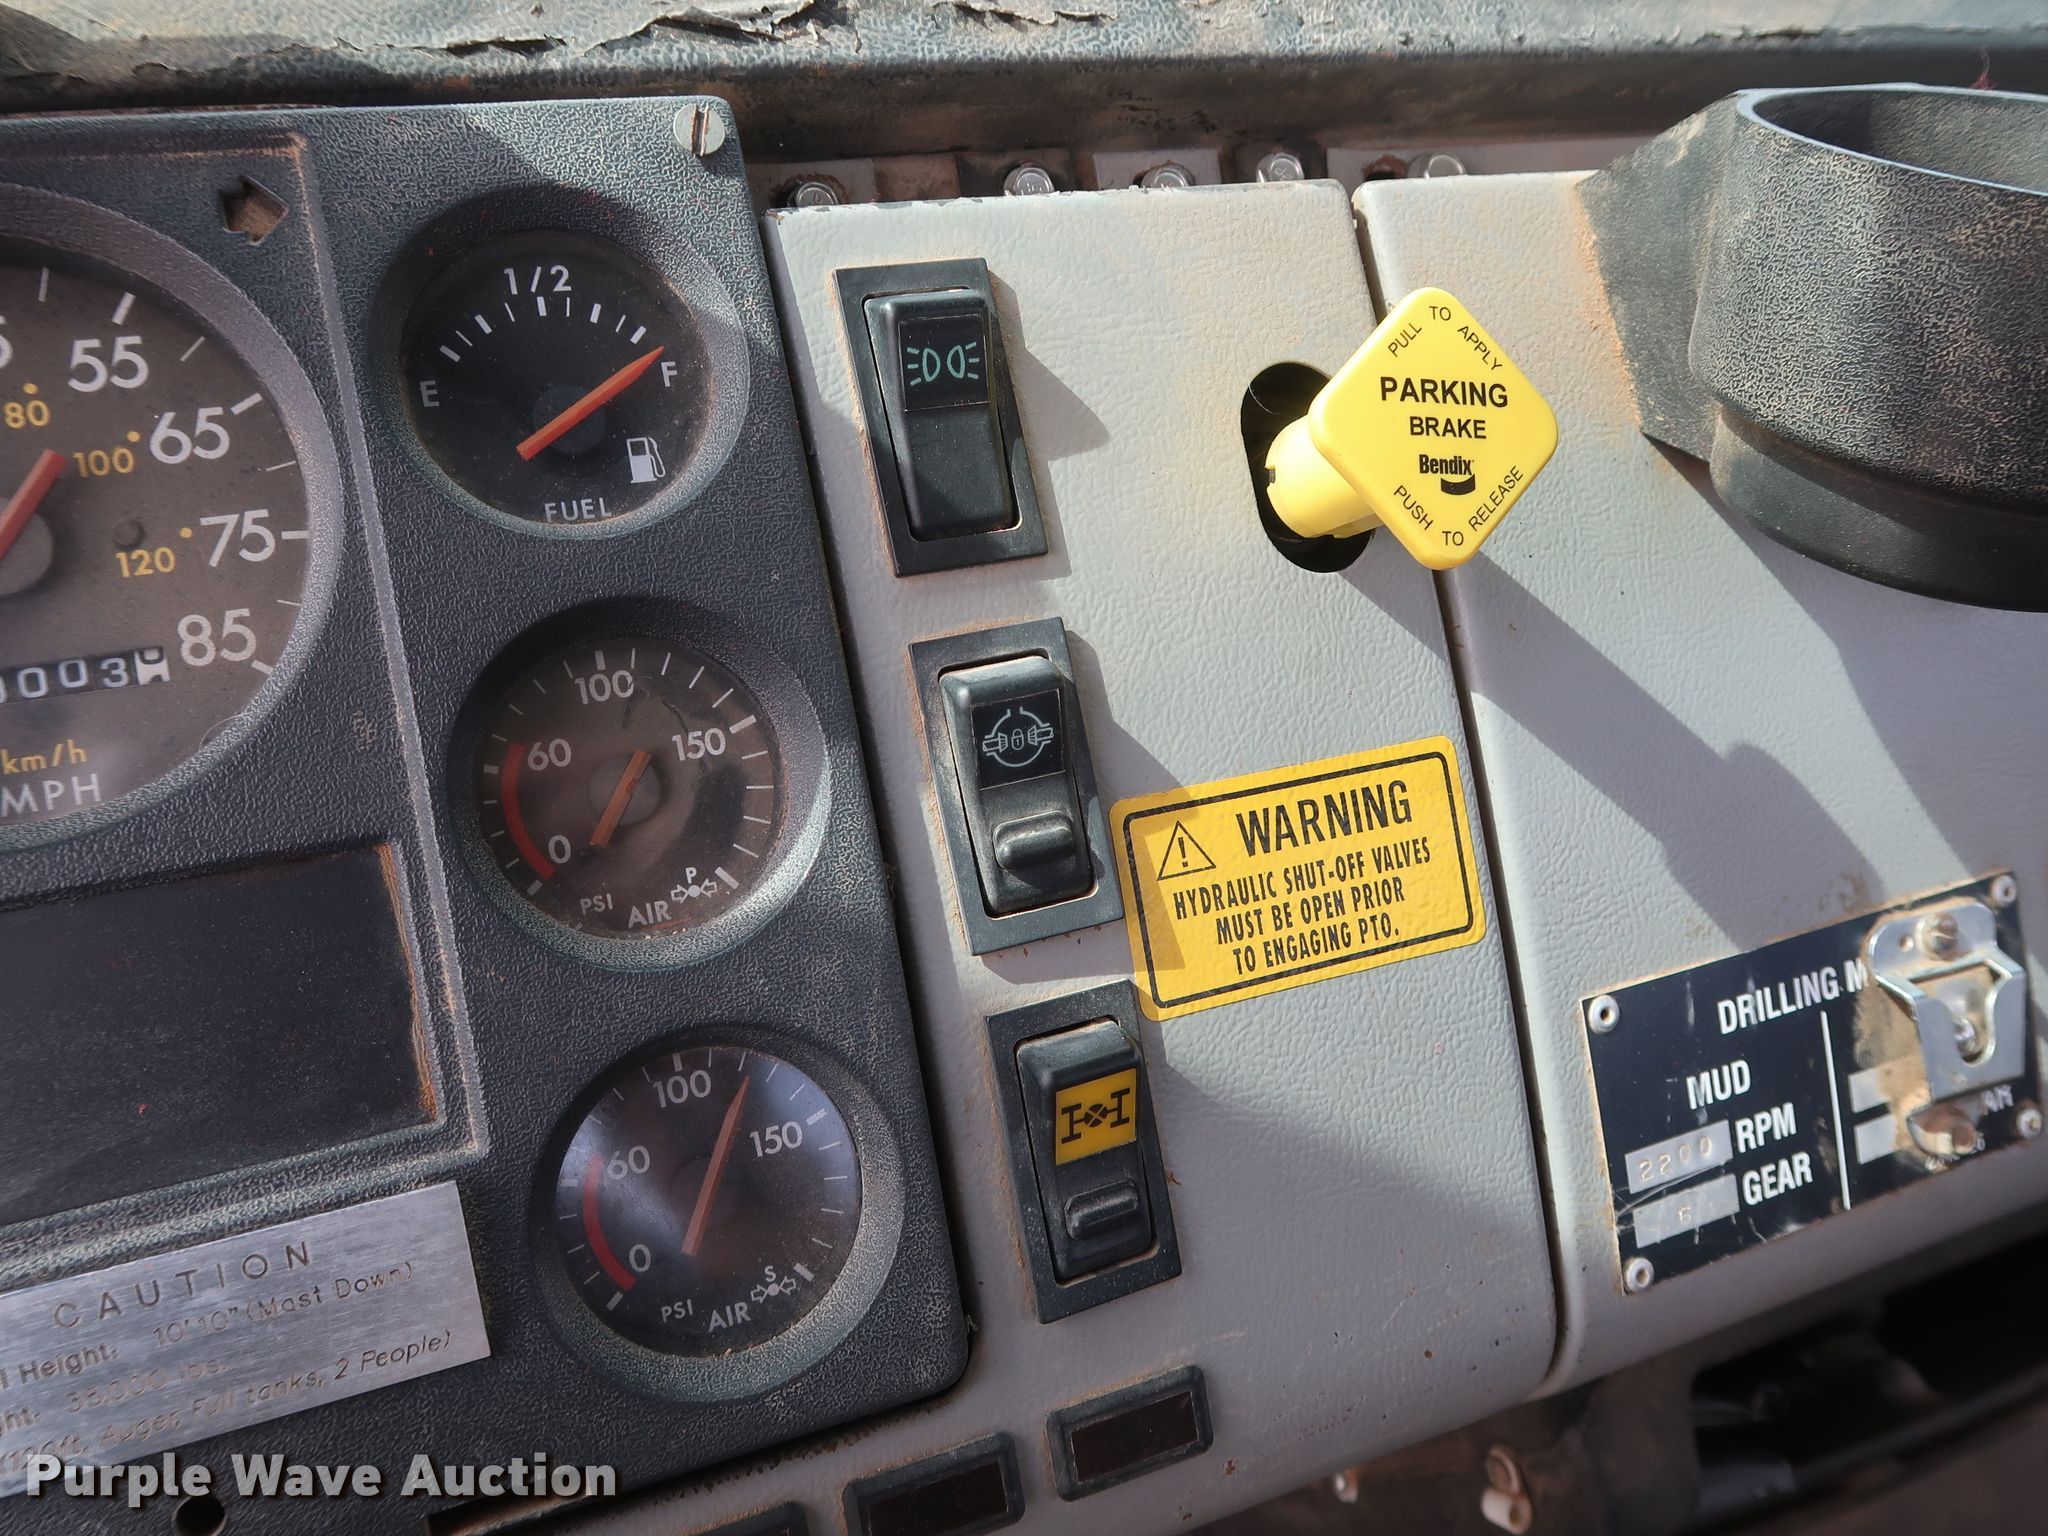 55
65
75
85
80
100
120
km/h
MPH
1/2
E
F
FUEL
100
60
150
0
PSI
AIR
P
100
60
150
0
PSI
AIR
S
PULL TO APPLY
PARKING
BRAKE
Bendix
PUSH TO RELEASE
WARNING
HYDRAULIC SHUT-OFF VALVES
MUST BE OPEN PRIOR
TO ENGAGING PTO.
DRILLING M
MUD
2200 RPM
GEAR
CAUTION
Height: 10'10" (Mast Down)
35,000 lbs.
Auger, Full tanks, 2 People)
Purple Wave Auction